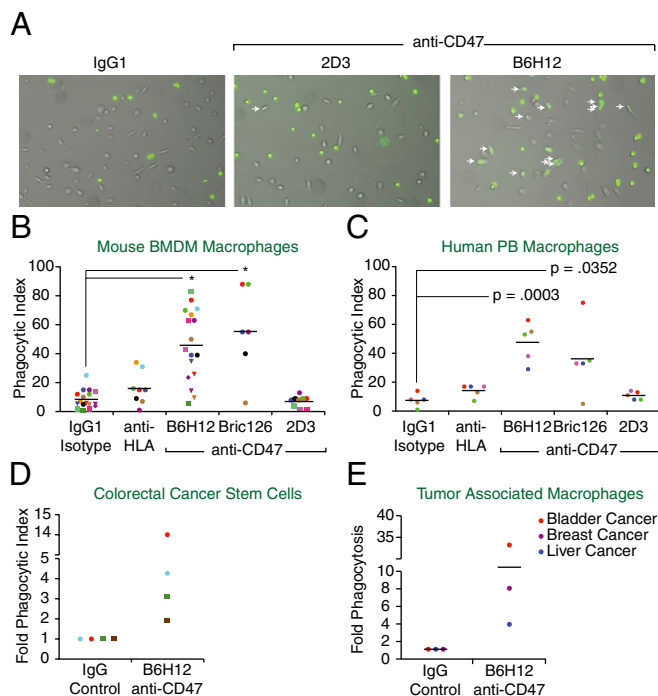 A
anti-CD47
IgG1
2D3
B6H12
B
Mouse BMDM Macrophages
Phagocytic Index
100
80
60
40
20
0
*
*
IgG1
Isotype
anti-
HLA
B6H12
Bric126
2D3
anti-CD47
C
Human PB Macrophages
Phagocytic Index
100
80
60
40
20
0
p = .0352
p = .0003
IgG1
Isotype
anti-
HLA
B6H12
Bric126
2D3
anti-CD47
D
Colorectal Cancer Stem Cells
Fold Phagocytic Index
15
14
5
4
3
2
1
0
IgG
Control
B6H12
anti-CD47
E
Tumor Associated Macrophages
Fold Phagocytosis
40
35
10
8
6
4
2
0
Bladder Cancer
Breast Cancer
Liver Cancer
IgG
Control
B6H12
anti-CD47